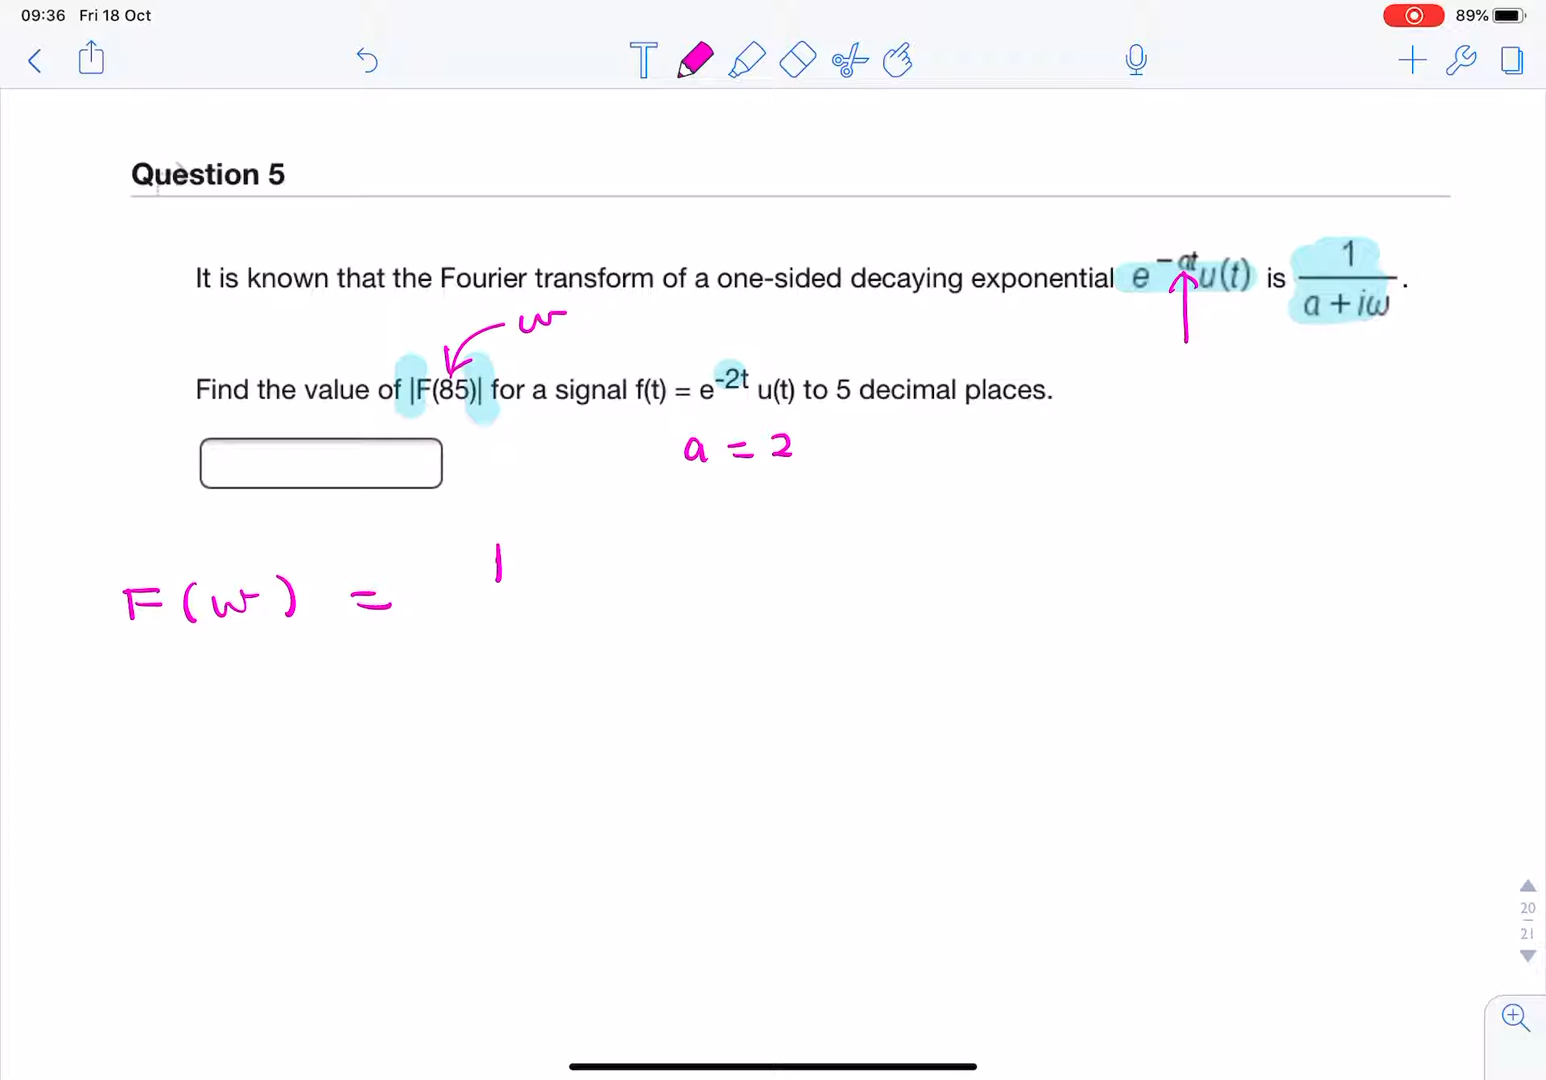 09:36 Fri 18 Oct 89%
T
Question 5
It is known that the Fourier transform of a one-sided decaying exponential e^{-at}u(t) is \frac{1}{a+iω}.
w
Find the value of |F(85)| for a signal f(t) = e^{-2t} u(t) to 5 decimal places.
a = 2
F(w) = 1
20
21